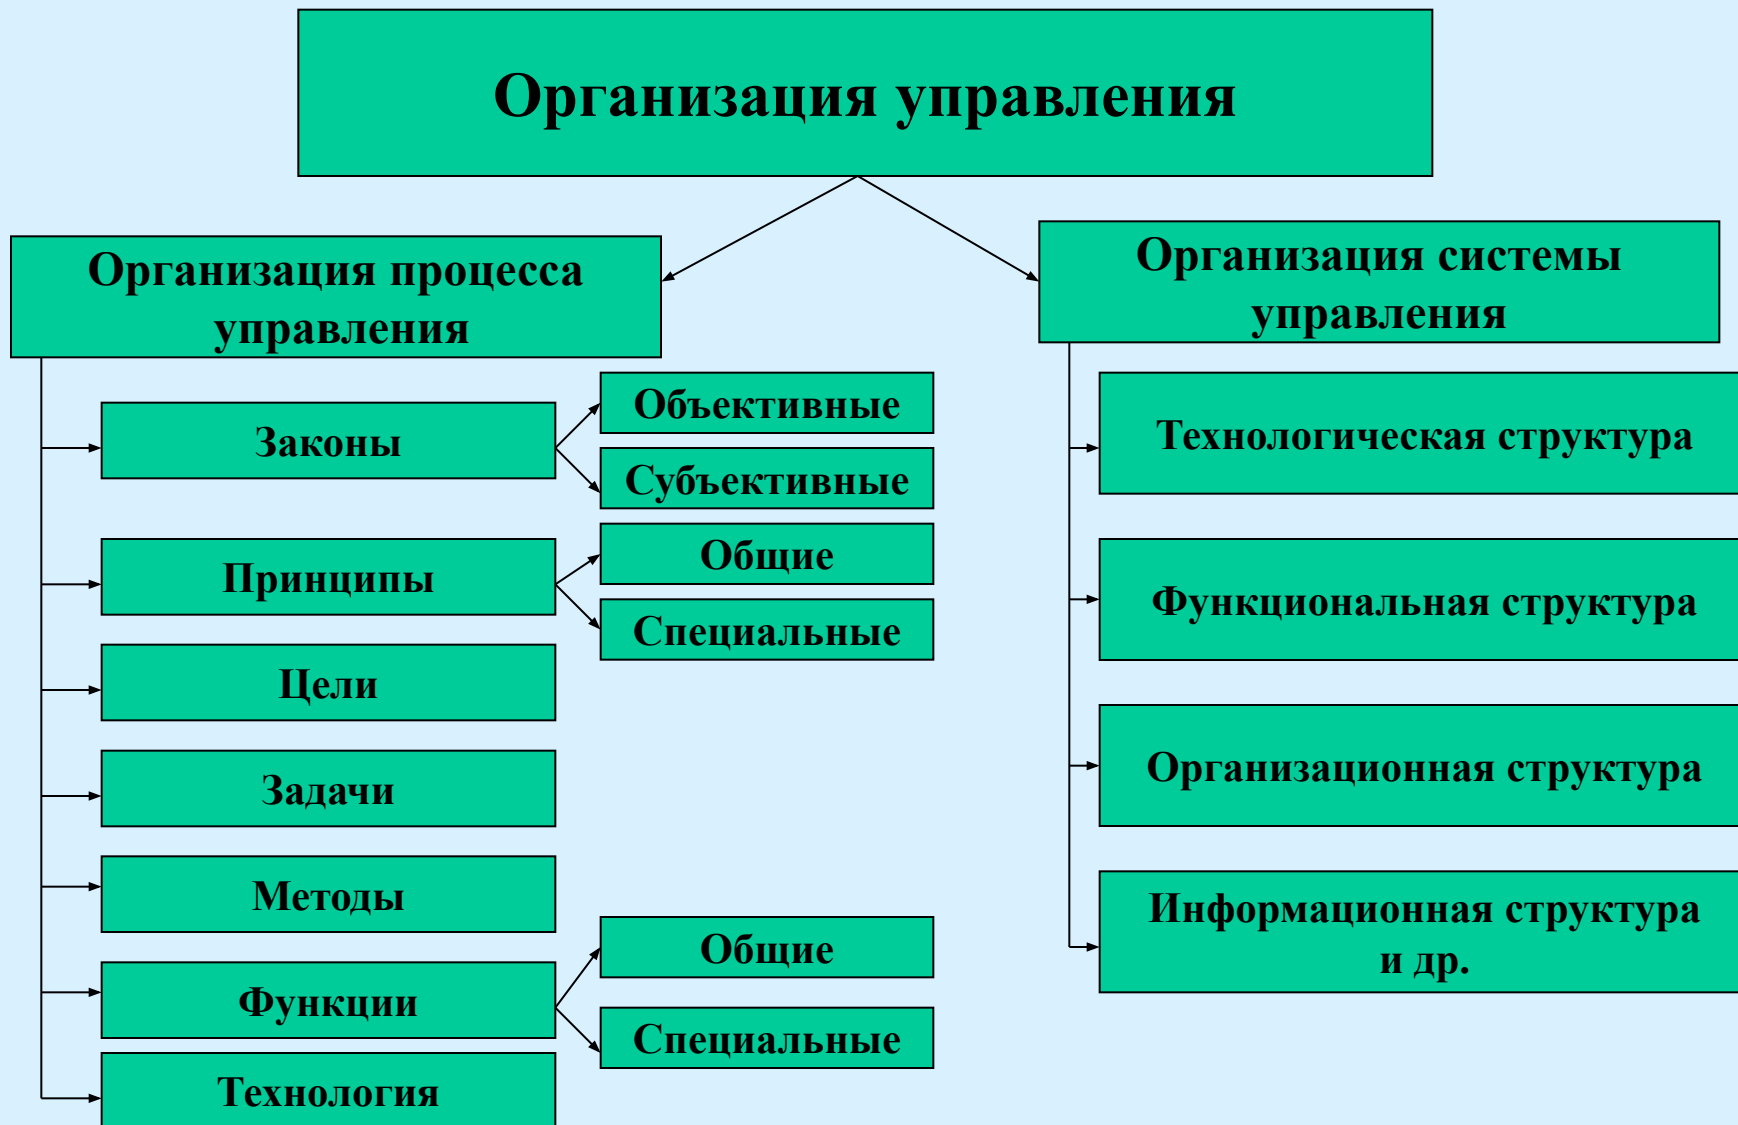 Организация управления
Организация процесса
управления
Законы
Объективные
Субъективные
Принципы
Общие
Специальные
Цели
Задачи
Методы
Функции
Общие
Специальные
Технология
Организация системы
управления
Технологическая структура
Функциональная структура
Организационная структура
Информационная структура
и др.